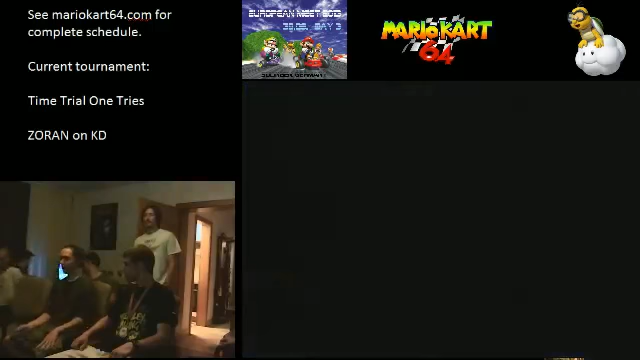 See mariokart64.com for
complete schedule.
Current tournament:
Time Trial One Tries
ZORAN on KD
EUROPEAN MEET 2013
DAY 3
MARIO KART
64